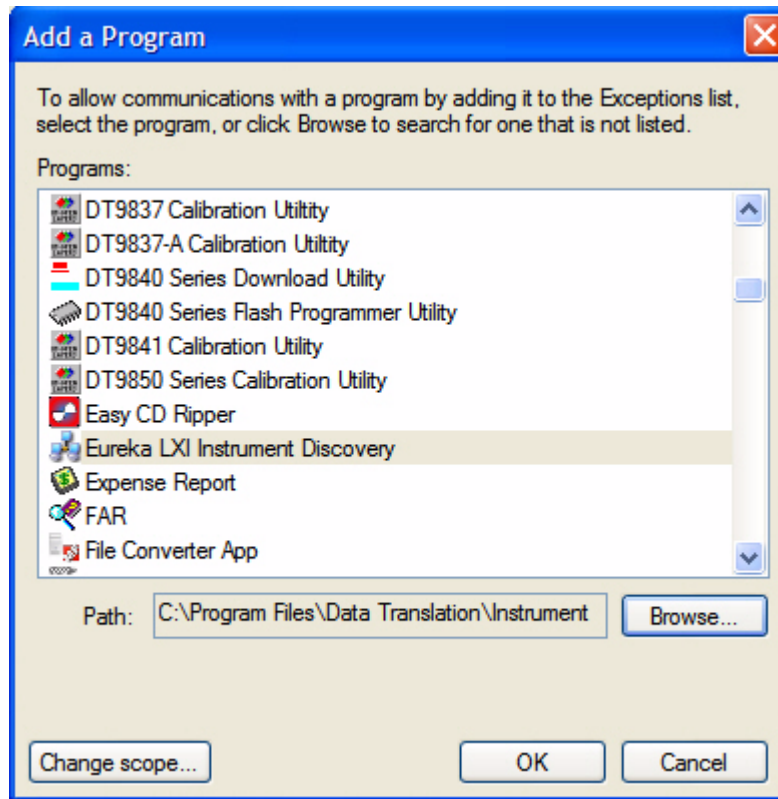 Add a Program
To allow communications with a program by adding it to the Exceptions list,
select the program, or click Browse to search for one that is not listed.
Programs:
DT9837 Calibration Utiltity
DT9837-A Calibration Utiltity
DT9840 Series Download Utility
DT9840 Series Flash Programmer Utility
DT9841 Calibration Utility
DT9850 Series Calibration Utility
Easy CD Ripper
Eureka LXI Instrument Discovery
Expense Report
FAR
File Converter App
Path: C:\Program Files\Data Translation\Instrument Browse...
Change scope... OK Cancel